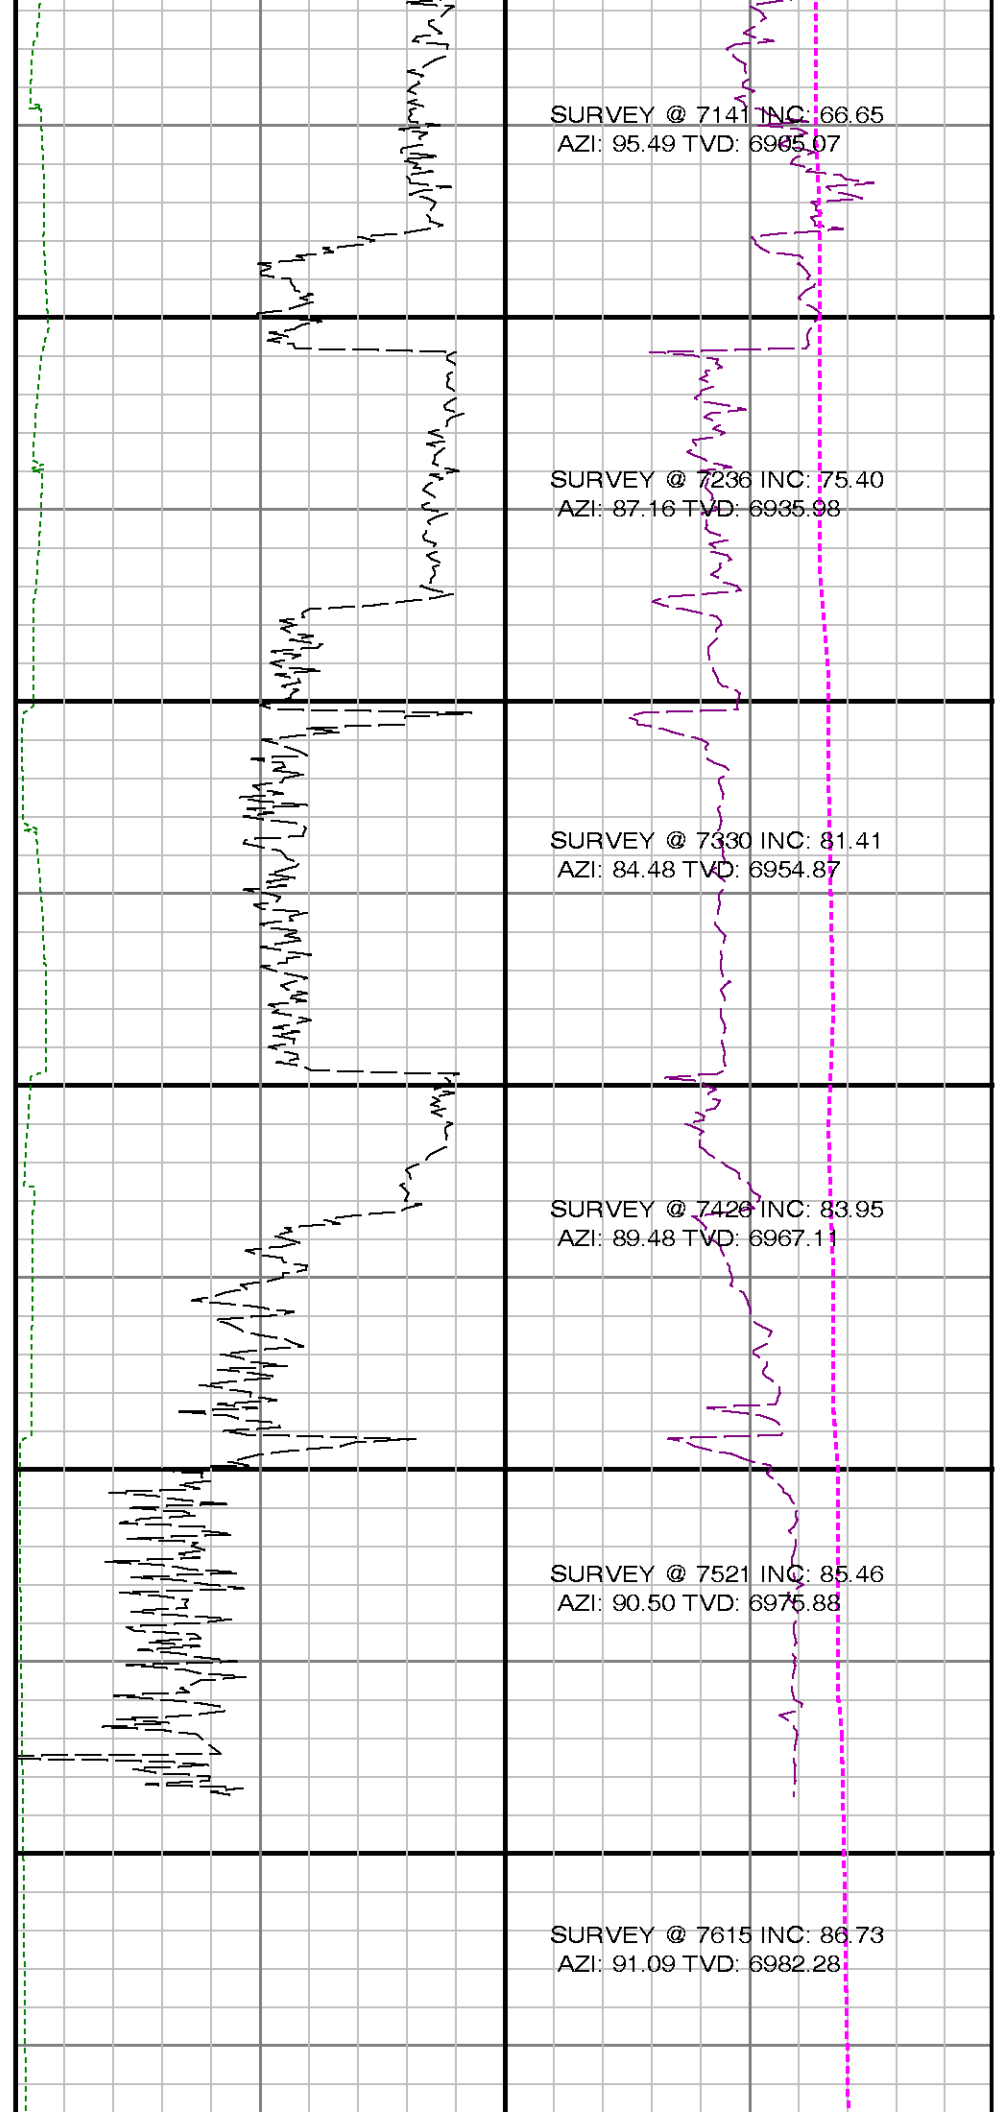 SURVEY @ 7141 INC: 66.65
AZI: 95.49 TVD: 6905.07
SURVEY @ 7236 INC: 75.40
AZI: 87.16 TVD: 6935.98
SURVEY @ 7330 INC: 81.41
AZI: 84.48 TVD: 6954.87
SURVEY @ 7426 INC: 83.95
AZI: 89.48 TVD: 6967.11
SURVEY @ 7521 INC: 85.46
AZI: 90.50 TVD: 6975.88
SURVEY @ 7615 INC: 86.73
AZI: 91.09 TVD: 6982.28